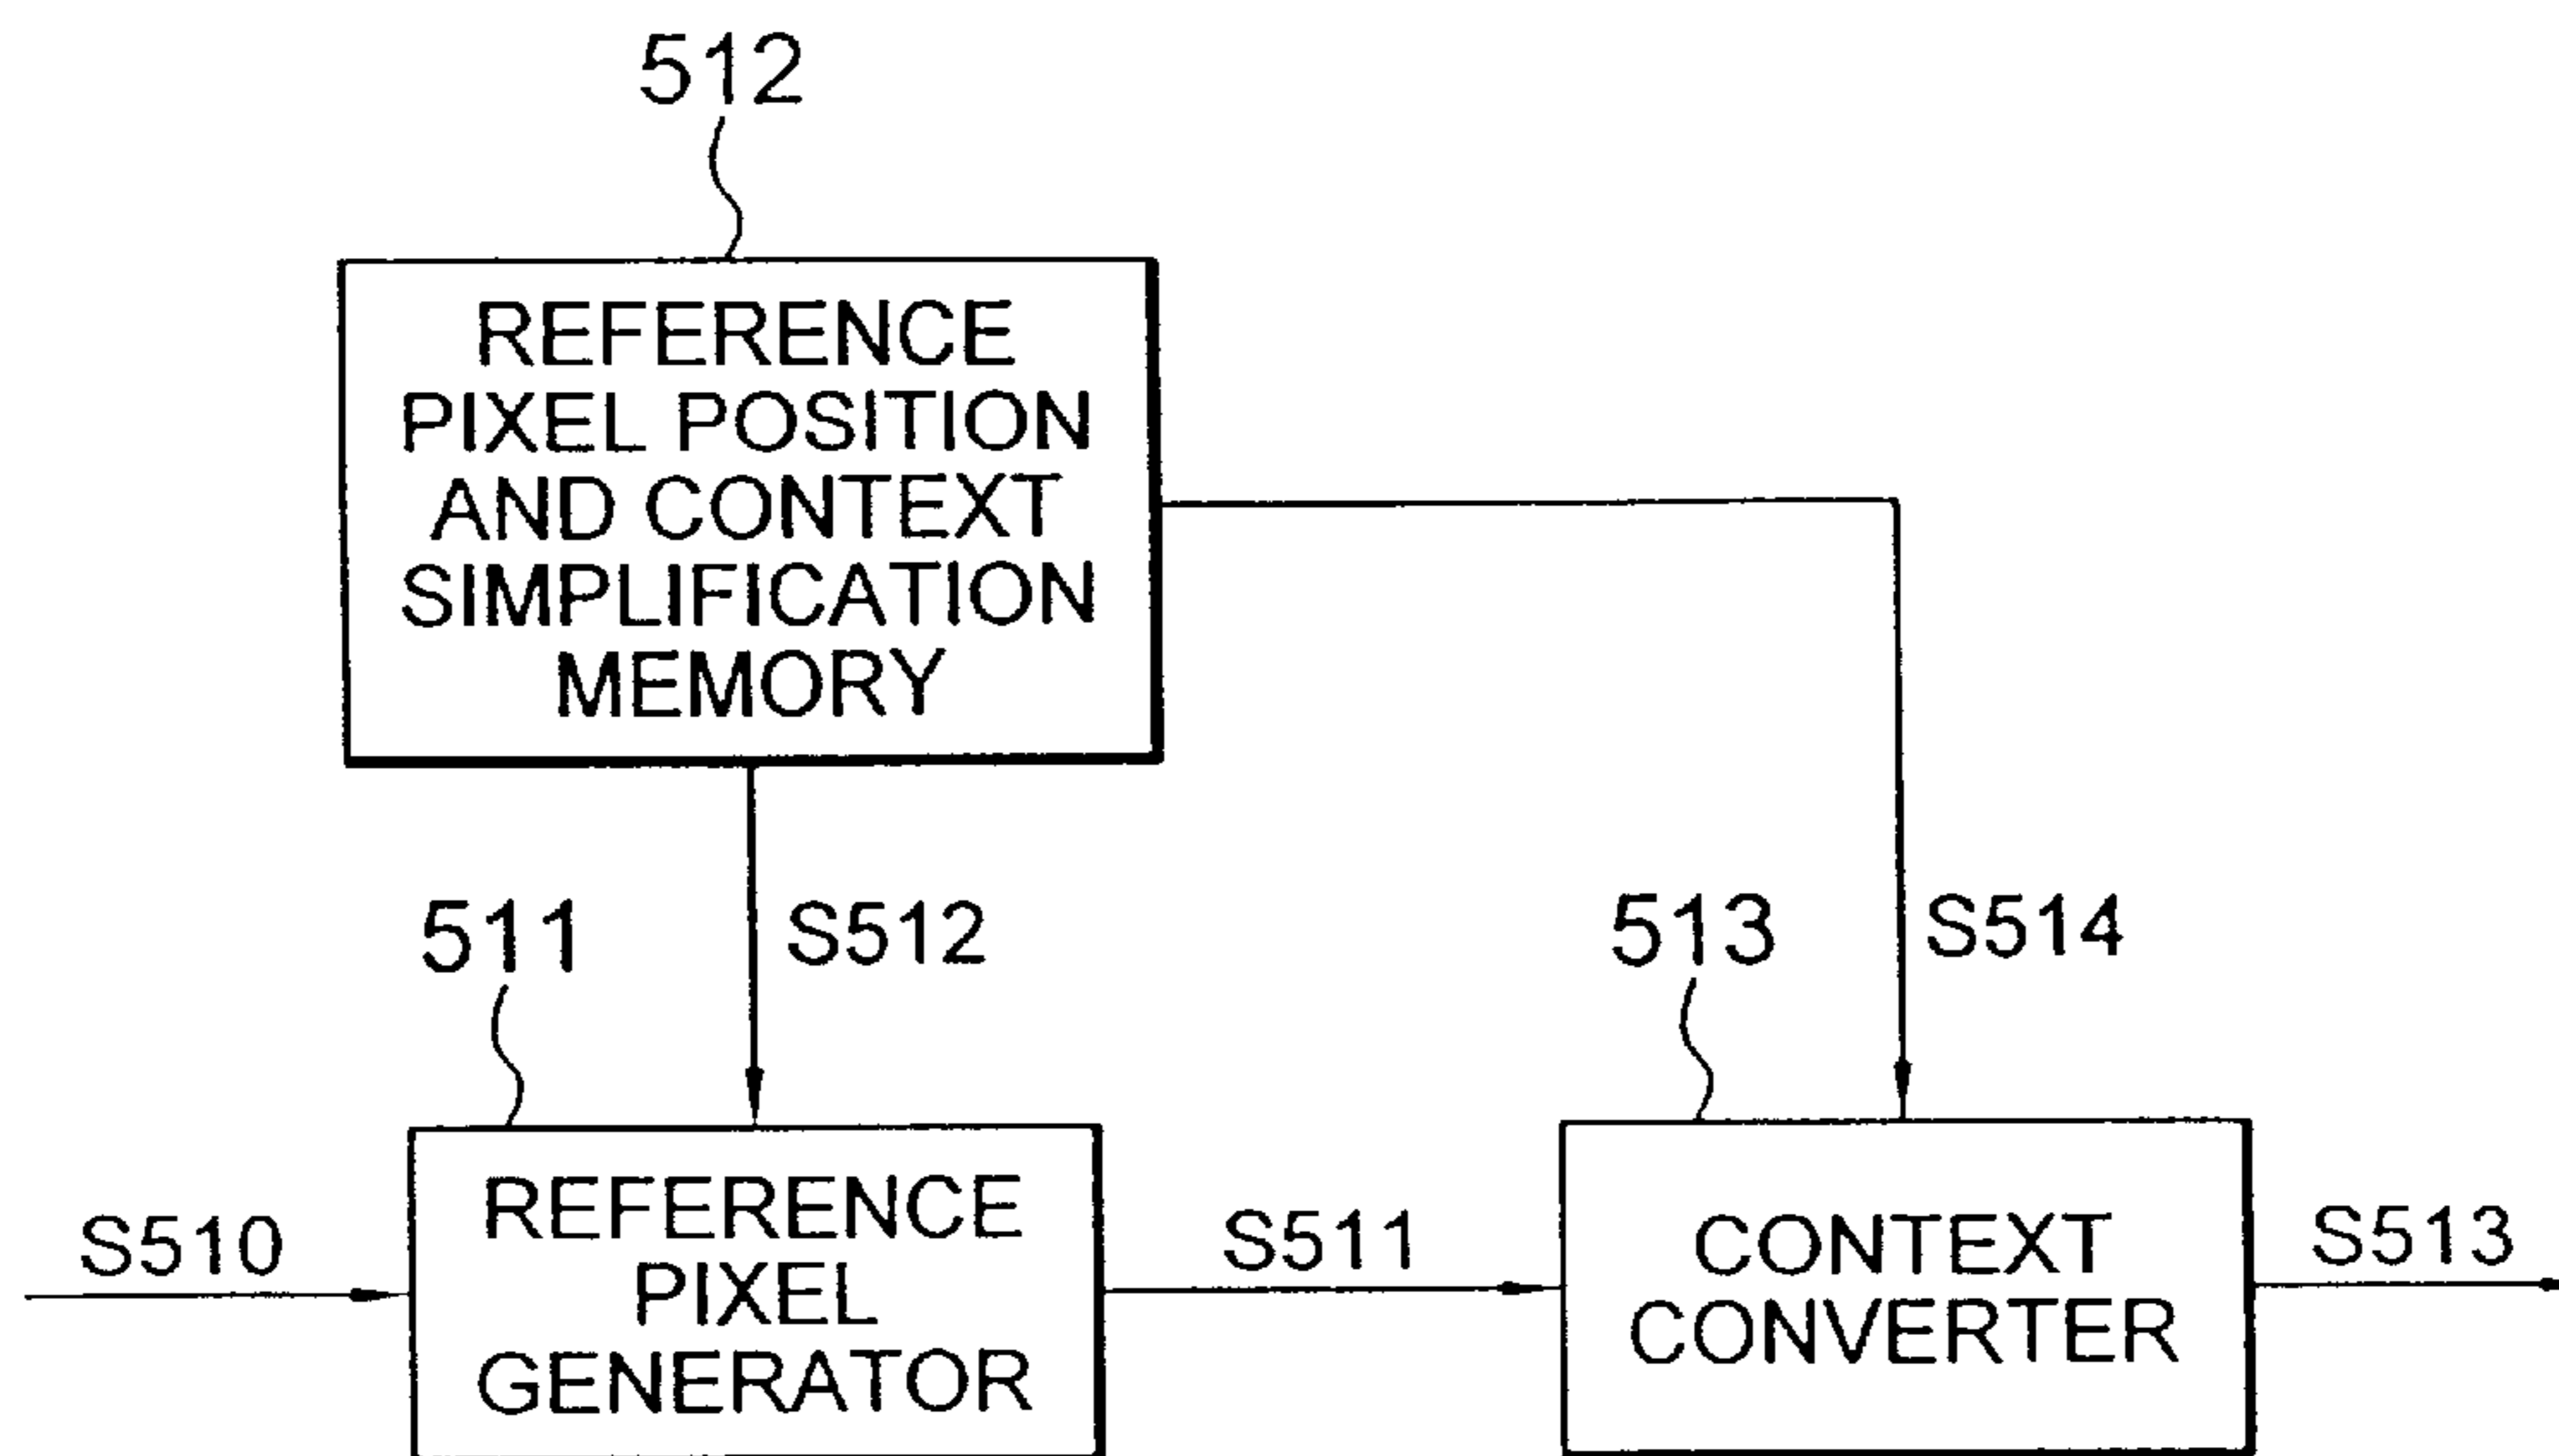 512
REFERENCE
PIXEL POSITION
AND CONTEXT
SIMPLIFICATION
MEMORY
511
S512
513
S514
S510
REFERENCE
PIXEL
GENERATOR
S511
CONTEXT
CONVERTER
S513